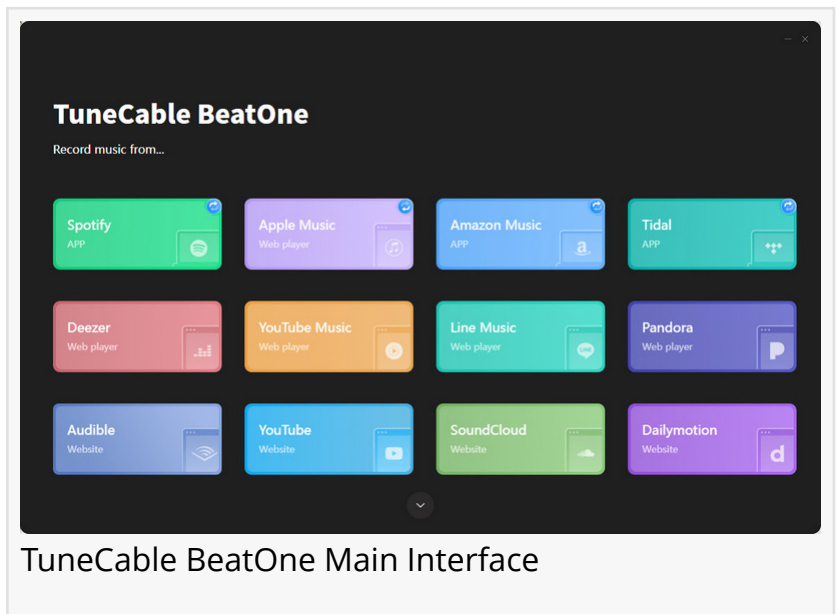 TuneCable BeatOne
Record music from...
Spotify
APP
Apple Music
Web player
Amazon Music
APP
a
Tidal
APP
Deezer
Web player
YouTube Music
Web player
Line Music
Web player
LINE
Pandora
Web player
Audible
Website
YouTube
Website
SoundCloud
Website
Dailymotion
Website
d
TuneCable BeatOne Main Interface